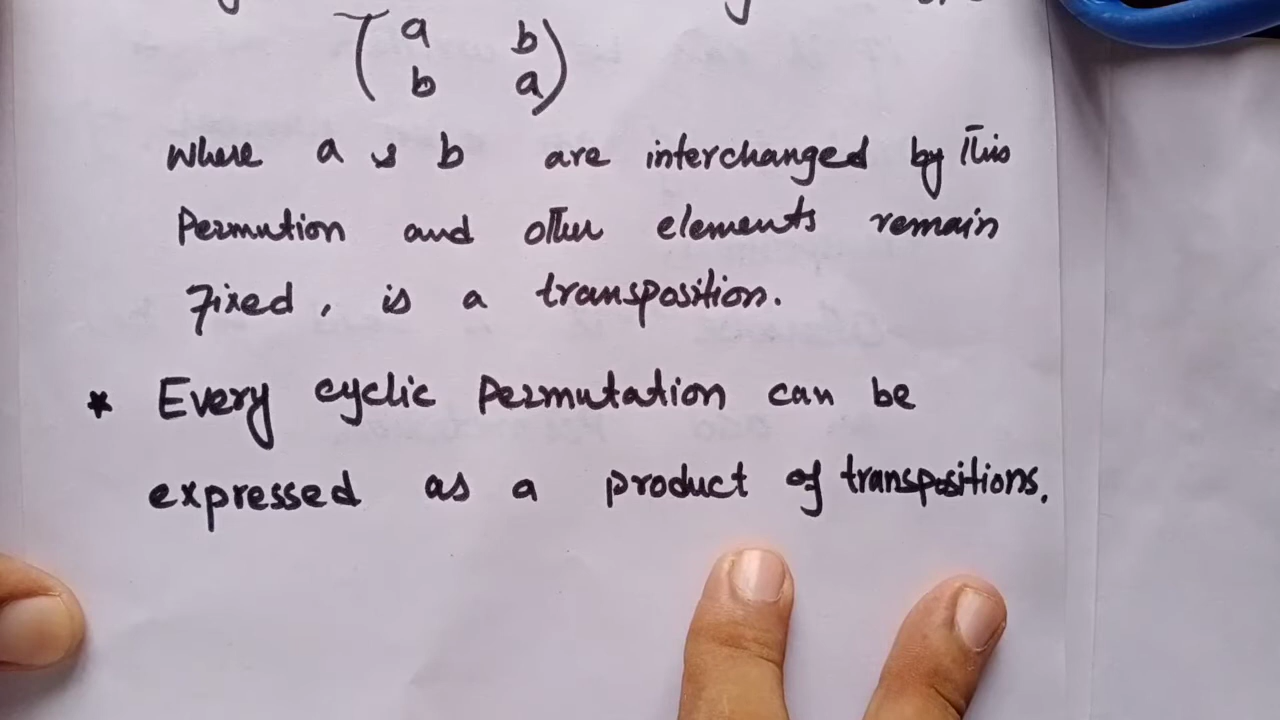 ( a b
b a )
where a & b are interchanged by This
Permution and other elements remain
Fixed, is a transposition.
* Every cyclic Permutation can be
expressed as a product of transpositions.